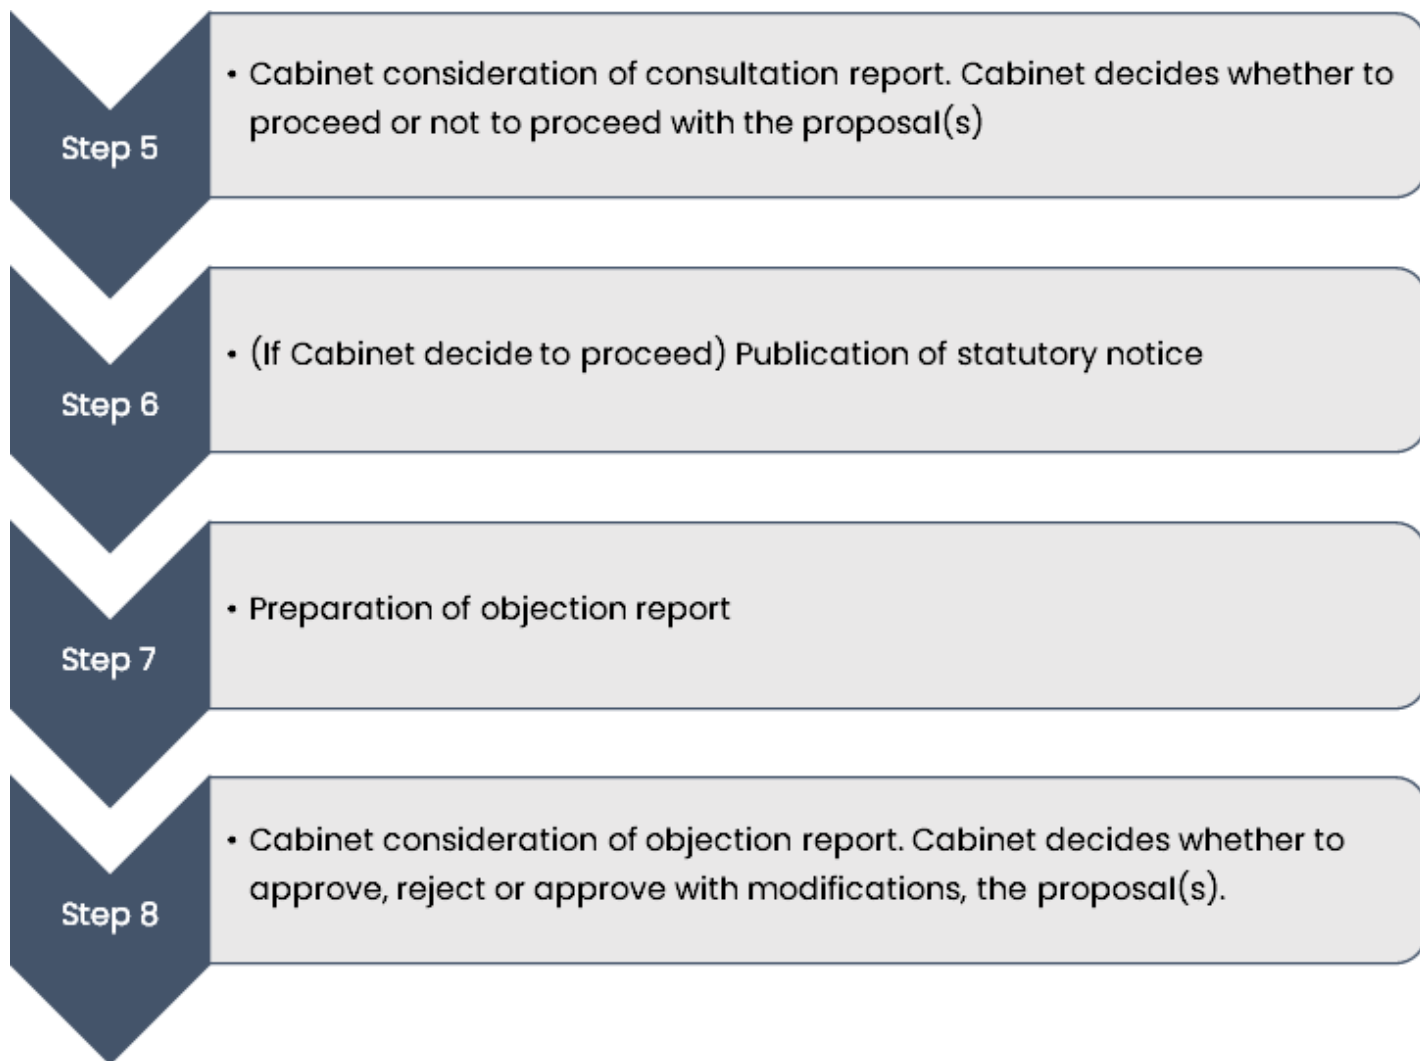 Step 5
• Cabinet consideration of consultation report. Cabinet decides whether to
proceed or not to proceed with the proposal(s)
Step 6
• (If Cabinet decide to proceed) Publication of statutory notice
Step 7
• Preparation of objection report
Step 8
• Cabinet consideration of objection report. Cabinet decides whether to
approve, reject or approve with modifications, the proposal(s).